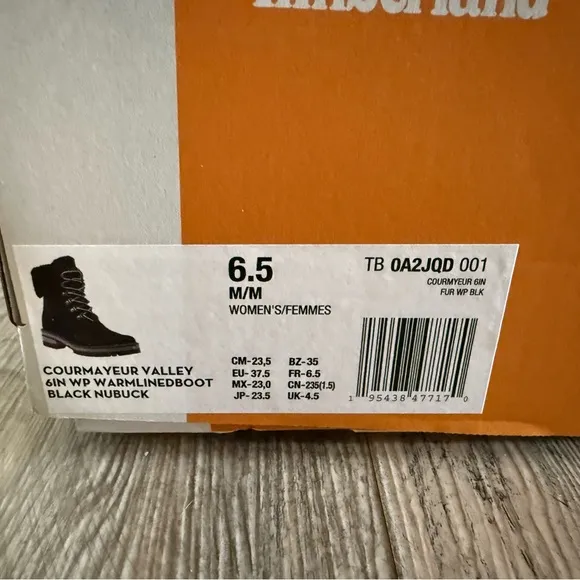 Timberland
6.5
M/M
WOMEN'S/FEMMES
TB 0A2JQD 001
COURMYEUR 6IN
FUR WP BLK
COURMAYEUR VALLEY
6IN WP WARMLINEDBOOT
BLACK NUBUCK
CM-23,5 BZ-35
EU- 37.5 FR-6.5
MX-23,0 CN-235(1.5)
JP-23.5 UK-4.5
1 95438 47717 0